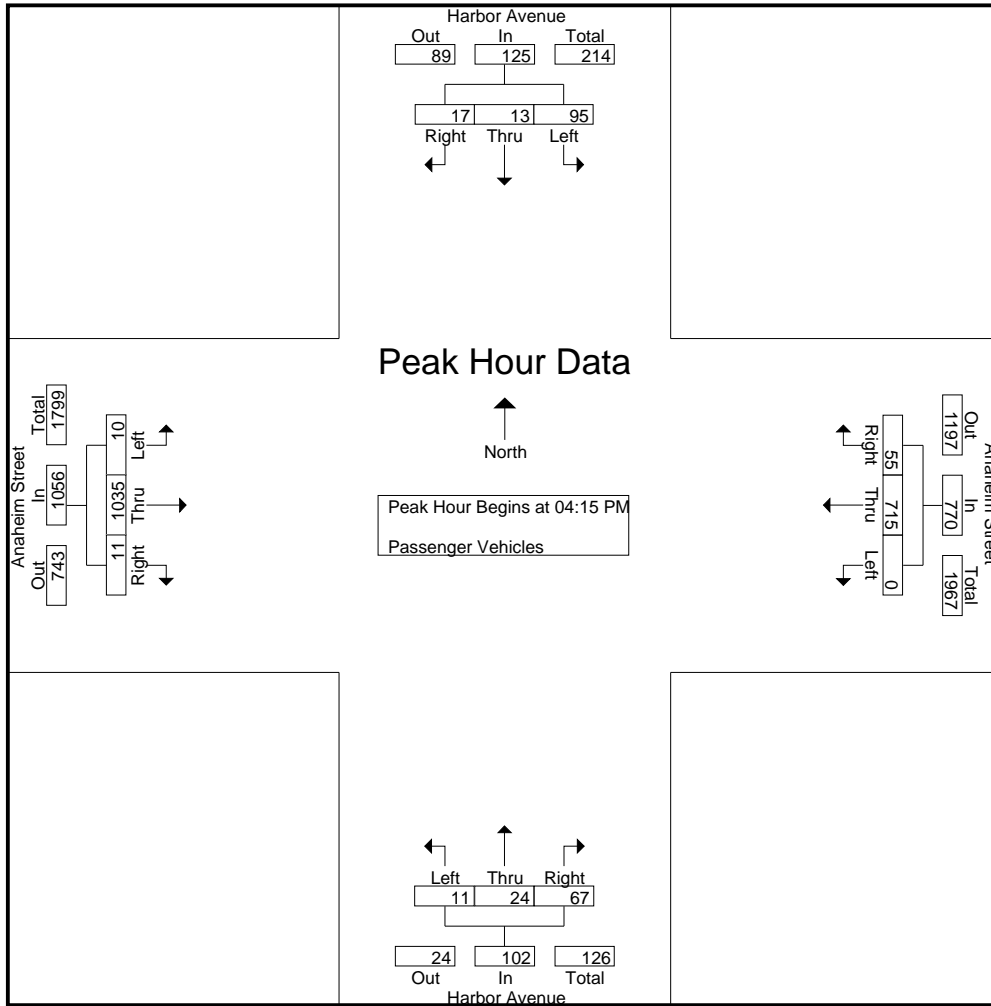 Harbor Avenue
Out In Total
89 125 214
17 13 95
Right Thru Left
Peak Hour Data
North
Peak Hour Begins at 04:15 PM
Passenger Vehicles
Anaheim Street
Total In Out
1799 1056 743
10 1035 11
Left Thru Right
Anaheim Street
Out In Total
1197 770 1967
55 715 0
Right Thru Left
Left Thru Right
11 24 67
24 102 126
Out In Total
Harbor Avenue